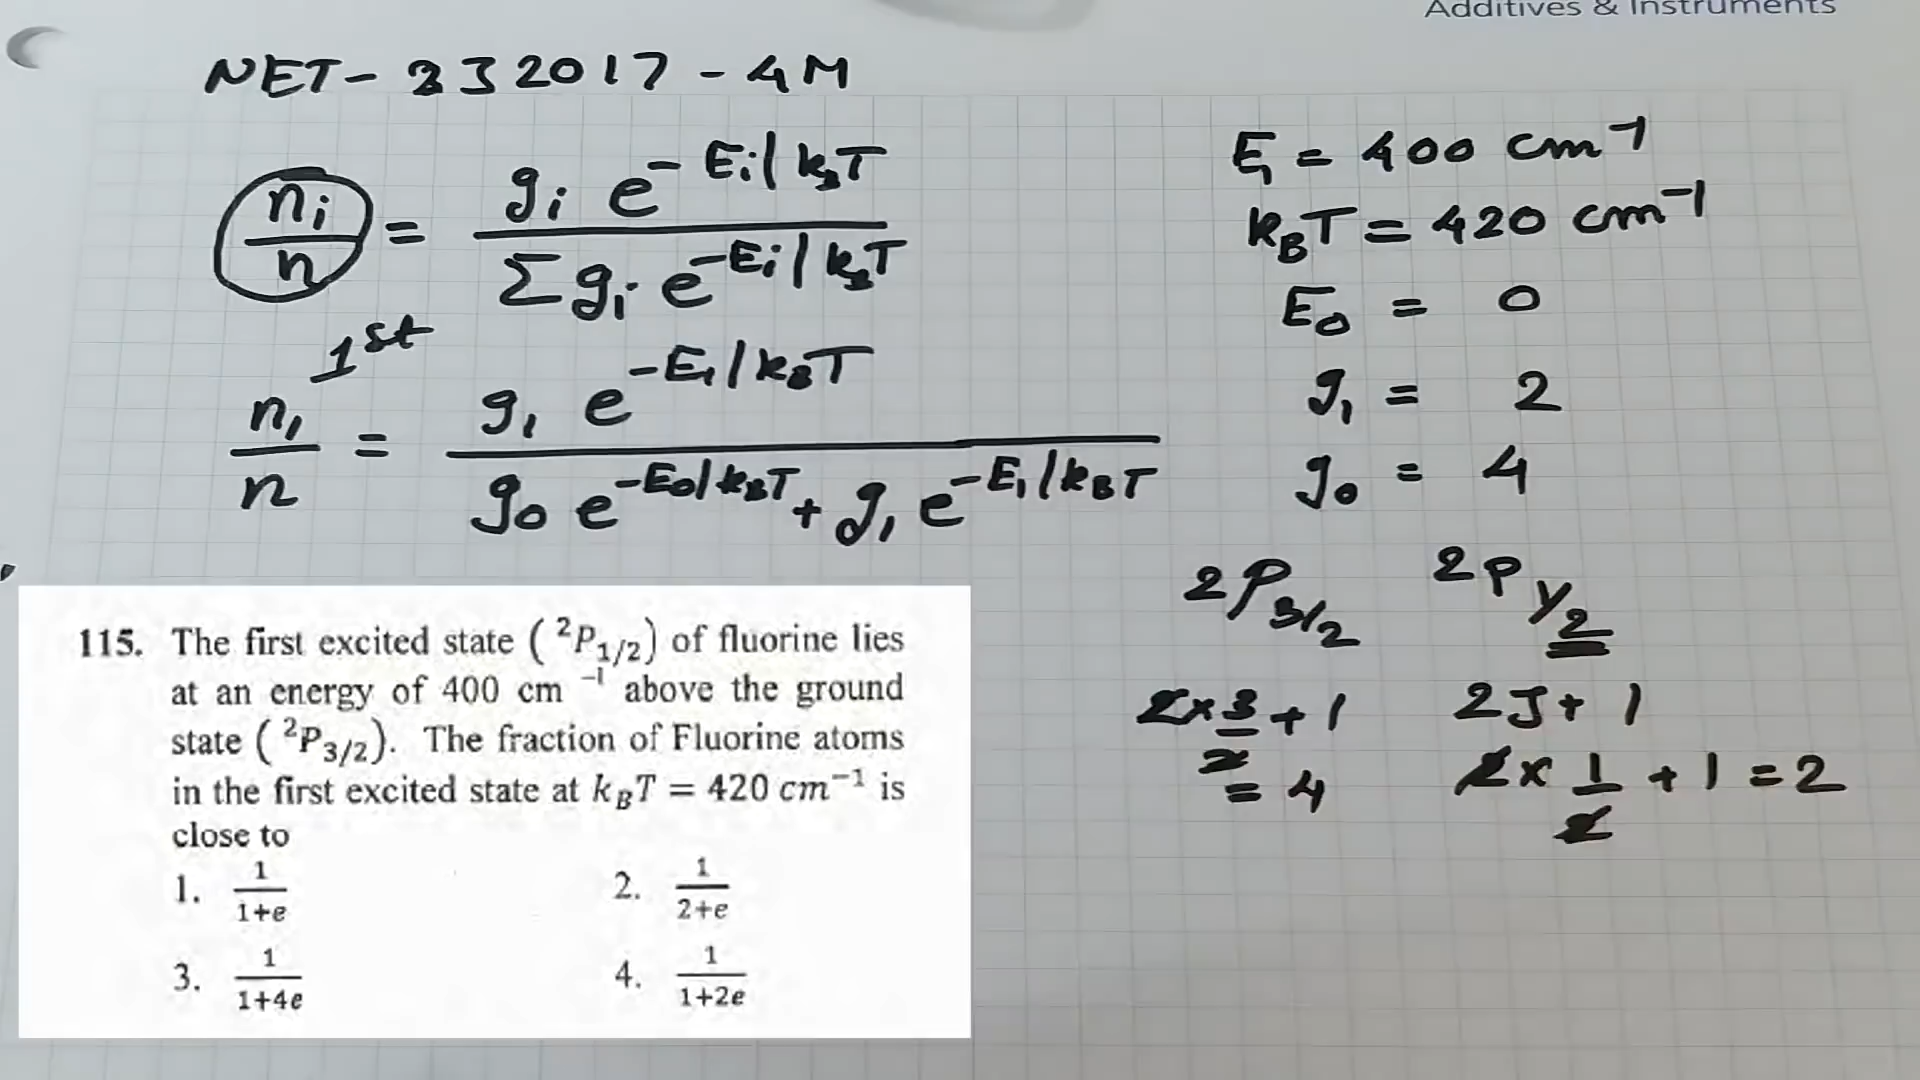 Additives & Instruments
NET - 2017 - 4M
ni/n = gi e^-Ei/kBT / Σ gi e^-Ei/kBT
1st
n1/n = g1 e^-E1/kBT / g0 e^-E0/kBT + g1 e^-E1/kBT
E1 = 400 cm^-1
kBT = 420 cm^-1
E0 = 0
g1 = 2
g0 = 4
2P3/2 2P1/2
2×3/2+1 2J+1
= 4 2×1/2+1=2
115. The first excited state (²P1/2) of fluorine lies
at an energy of 400 cm⁻¹ above the ground
state (²P3/2). The fraction of Fluorine atoms
in the first excited state at kBT = 420 cm⁻¹ is
close to
1. 1/1+e 2. 1/2+e
3. 1/1+4e 4. 1/1+2e